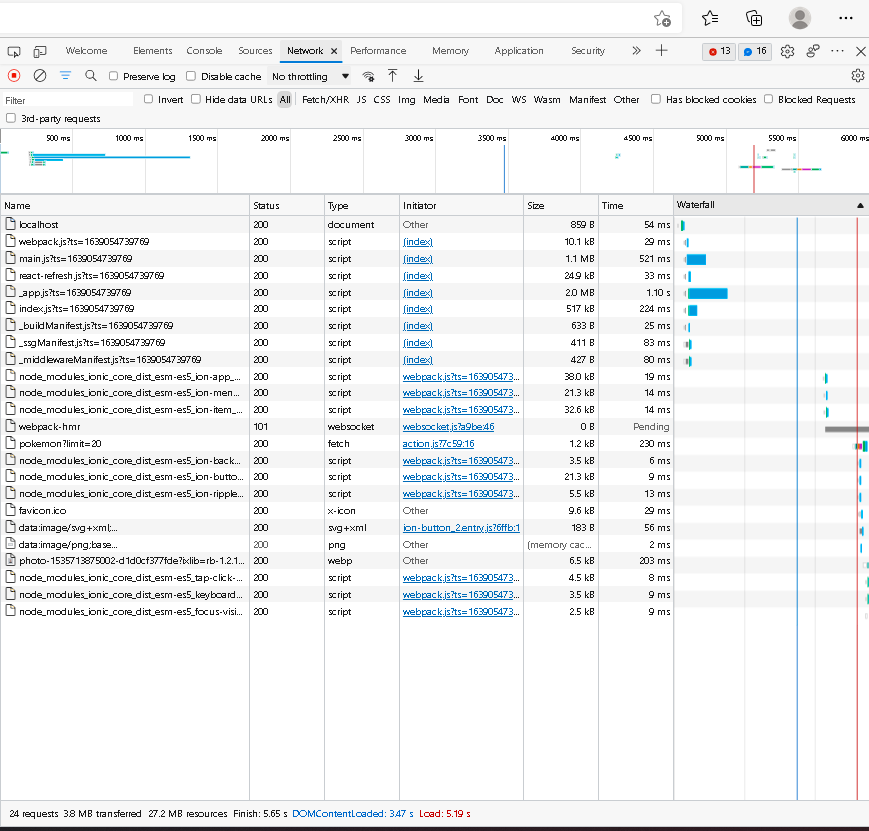 Welcome Elements Console Sources Network Performance Memory Application Security 13 16
Preserve log Disable cache No throttling
Filter Invert Hide data URLs All Fetch/XHR JS CSS Img Media Font Doc WS Wasm Manifest Other Has blocked cookies Blocked Requests
3rd-party requests
500 ms 1000 ms 1500 ms 2000 ms 2500 ms 3000 ms 3500 ms 4000 ms 4500 ms 5000 ms 5500 ms 6000 ms
Name Status Type Initiator Size Time Waterfall
localhost 200 document Other 859 B 54 ms
webpack.js?ts=1639054739769 200 script (index) 10.1 kB 29 ms
main.js?ts=1639054739769 200 script (index) 1.1 MB 521 ms
react-refresh.js?ts=1639054739769 200 script (index) 24.9 kB 33 ms
_app.js?ts=1639054739769 200 script (index) 2.0 MB 1.10 s
index.js?ts=1639054739769 200 script (index) 517 kB 224 ms
_buildManifest.js?ts=1639054739769 200 script (index) 633 B 25 ms
_ssgManifest.js?ts=1639054739769 200 script (index) 411 B 83 ms
_middlewareManifest.js?ts=1639054739769 200 script (index) 427 B 80 ms
node_modules_ionic_core_dist_esm-es5_ion-app_... 200 script webpack.js?ts=163905473... 38.0 kB 19 ms
node_modules_ionic_core_dist_esm-es5_ion-men... 200 script webpack.js?ts=163905473... 21.3 kB 14 ms
node_modules_ionic_core_dist_esm-es5_ion-item_... 200 script webpack.js?ts=163905473... 32.6 kB 14 ms
webpack-hmr 101 websocket websocket.js?a9be:46 0 B Pending
pokemon?limit=20 200 fetch action.js?7c59:16 1.2 kB 230 ms
node_modules_ionic_core_dist_esm-es5_ion-back... 200 script webpack.js?ts=163905473... 3.5 kB 6 ms
node_modules_ionic_core_dist_esm-es5_ion-butto... 200 script webpack.js?ts=163905473... 21.3 kB 9 ms
node_modules_ionic_core_dist_esm-es5_ion-ripple... 200 script webpack.js?ts=163905473... 5.5 kB 13 ms
favicon.ico 200 x-icon Other 9.6 kB 29 ms
data:image/svg+xml;... 200 svg+xml ion-button_2.entry.js?6ffb:1 183 B 56 ms
data:image/png;base... 200 png Other (memory cac... 2 ms
photo-1535713875002-d1d0cf377fde?ixlib=rb-1.2.1... 200 webp Other 6.5 kB 203 ms
node_modules_ionic_core_dist_esm-es5_tap-click-... 200 script webpack.js?ts=163905473... 4.5 kB 8 ms
node_modules_ionic_core_dist_esm-es5_keyboard... 200 script webpack.js?ts=163905473... 3.5 kB 9 ms
node_modules_ionic_core_dist_esm-es5_focus-visi... 200 script webpack.js?ts=163905473... 2.5 kB 9 ms
24 requests 3.8 MB transferred 27.2 MB resources Finish: 5.65 s DOMContentLoaded: 3.47 s Load: 5.19 s